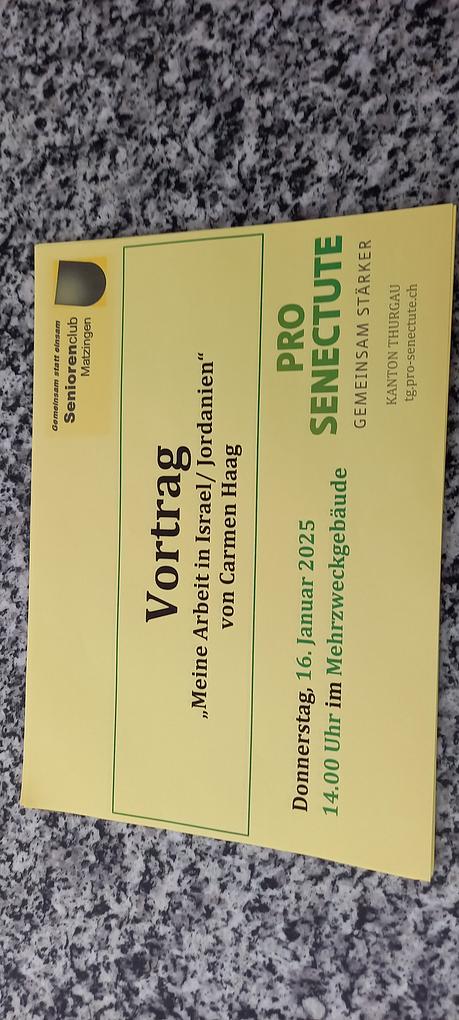 Gemeinsam statt einsam
Seniorenclub
Matzingen
Vortrag
„Meine Arbeit in Israel/ Jordanien“
von Carmen Haag
Donnerstag, 16. Januar 2025
14.00 Uhr im Mehrzweckgebäude
PRO
SENECTUTE
GEMEINSAM STÄRKER
KANTON THURGAU
tg.pro-senectute.ch